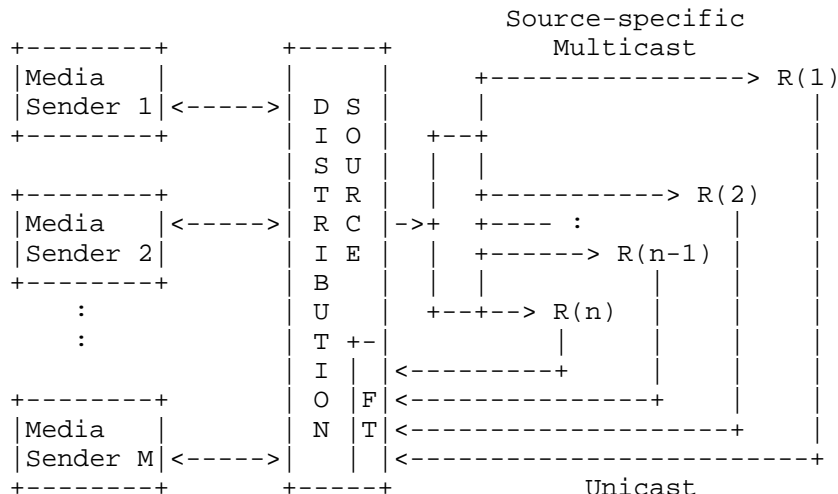 Source-specific
+--------+       +-----+          Multicast
|Media   |       |     |     +----------------> R(1)
|Sender 1|<----->| D S |     |                    |
+--------+       | I O |  +--+                    |
                 | S U |  |  |                    |
+--------+       | T R |  |  +-----------> R(2)   |
|Media   |<----->| R C |->+  +---- :         |    |
|Sender 2|       | I E |  |  +------> R(n-1) |    |
+--------+       | B   |  |  |          |    |    |
    :            | U   |  +--+--> R(n)  |    |    |
    :            | T +-|          |     |    |    |
                 | I | |<---------+     |    |    |
+--------+       | O |F|<---------------+    |    |
|Media   |       | N |T|<--------------------+    |
|Sender M|<----->|   | |<-------------------------+
+--------+       +-----+            Unicast